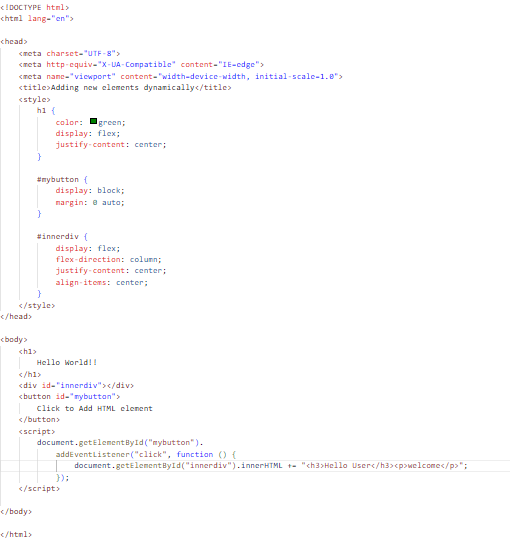 <!DOCTYPE html>
<html lang="en">
<head>
<meta charset="UTF-8">
<meta http-equiv="X-UA-Compatible" content="IE=edge">
<meta name="viewport" content="width=device-width, initial-scale=1.0">
<title>Adding new elements dynamically</title>
<style>
h1 {
color: green;
display: flex;
justify-content: center;
}
#mybutton {
display: block;
margin: 0 auto;
}
#innerdiv {
display: flex;
flex-direction: column;
justify-content: center;
align-items: center;
}
</style>
</head>
<body>
<h1>
Hello World!!
</h1>
<div id="innerdiv"></div>
<button id="mybutton">
Click to Add HTML element
</button>
<script>
document.getElementById("mybutton").
addEventListener("click", function () {
document.getElementById("innerdiv").innerHTML += "<h3>Hello User</h3><p>welcome</p>";
});
</script>
</body>
</html>